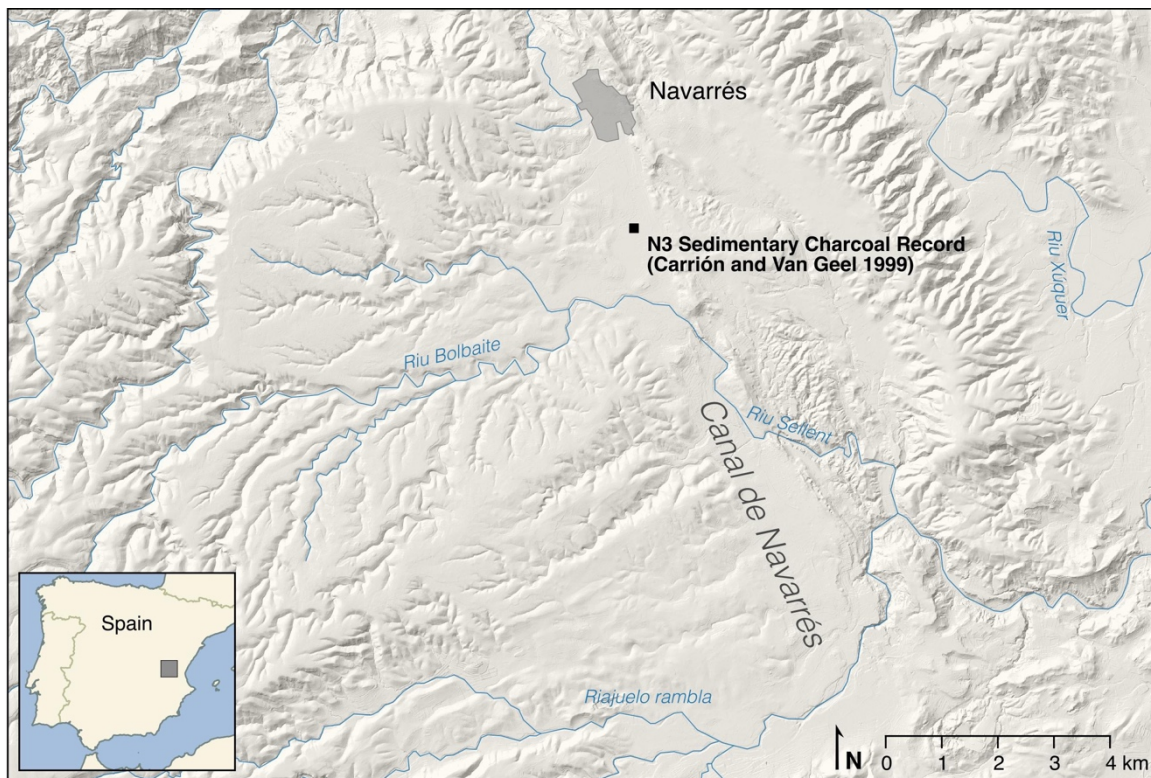 Navarrés
N3 Sedimentary Charcoal Record
(Carrión and Van Geel 1999)
Riu Xúquer
Riu Bolbaite
Riu Sellent
Canal de Navarrés
Spain
Riajuelo rambla
N
0 1 2 3 4 km